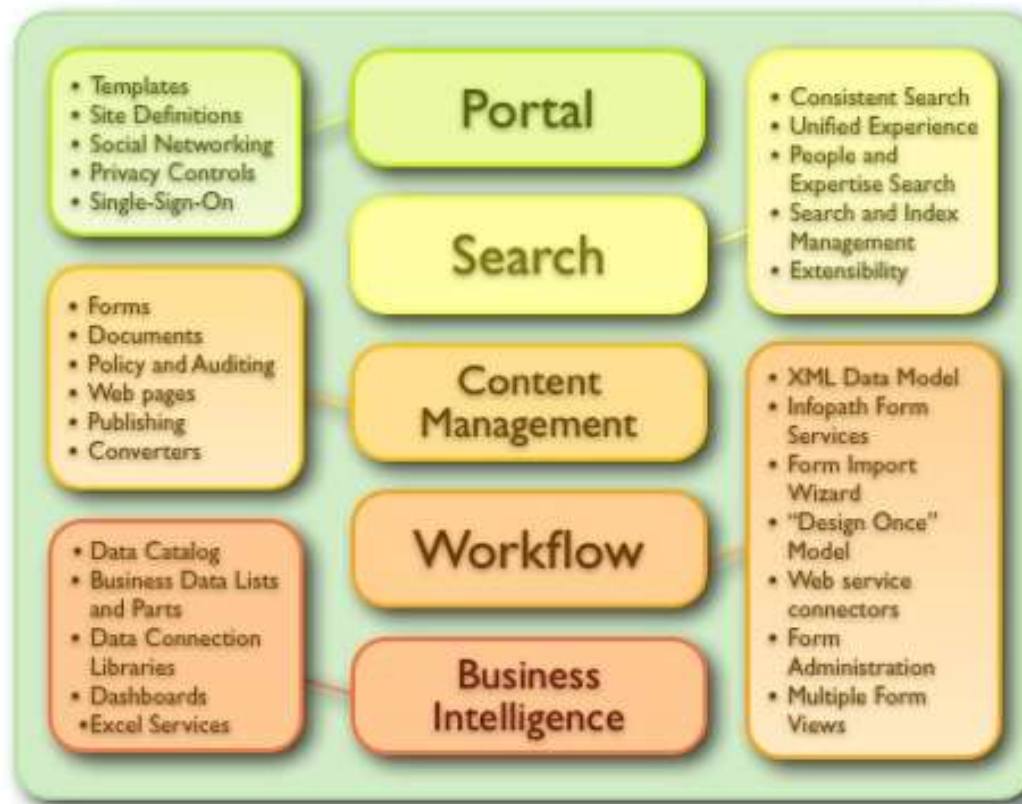 Portal
• Templates
• Site Definitions
• Social Networking
• Privacy Controls
• Single-Sign-On
Search
• Consistent Search
• Unified Experience
• People and
Expertise Search
• Search and Index
Management
• Extensibility
Content
Management
• Forms
• Documents
• Policy and Auditing
• Web pages
• Publishing
• Converters
Workflow
• XML Data Model
• Infopath Form
Services
• Form Import
Wizard
• “Design Once”
Model
• Web service
connectors
• Form
Administration
• Multiple Form
Views
Business
Intelligence
• Data Catalog
• Business Data Lists
and Parts
• Data Connection
Libraries
• Dashboards
•Excel Services